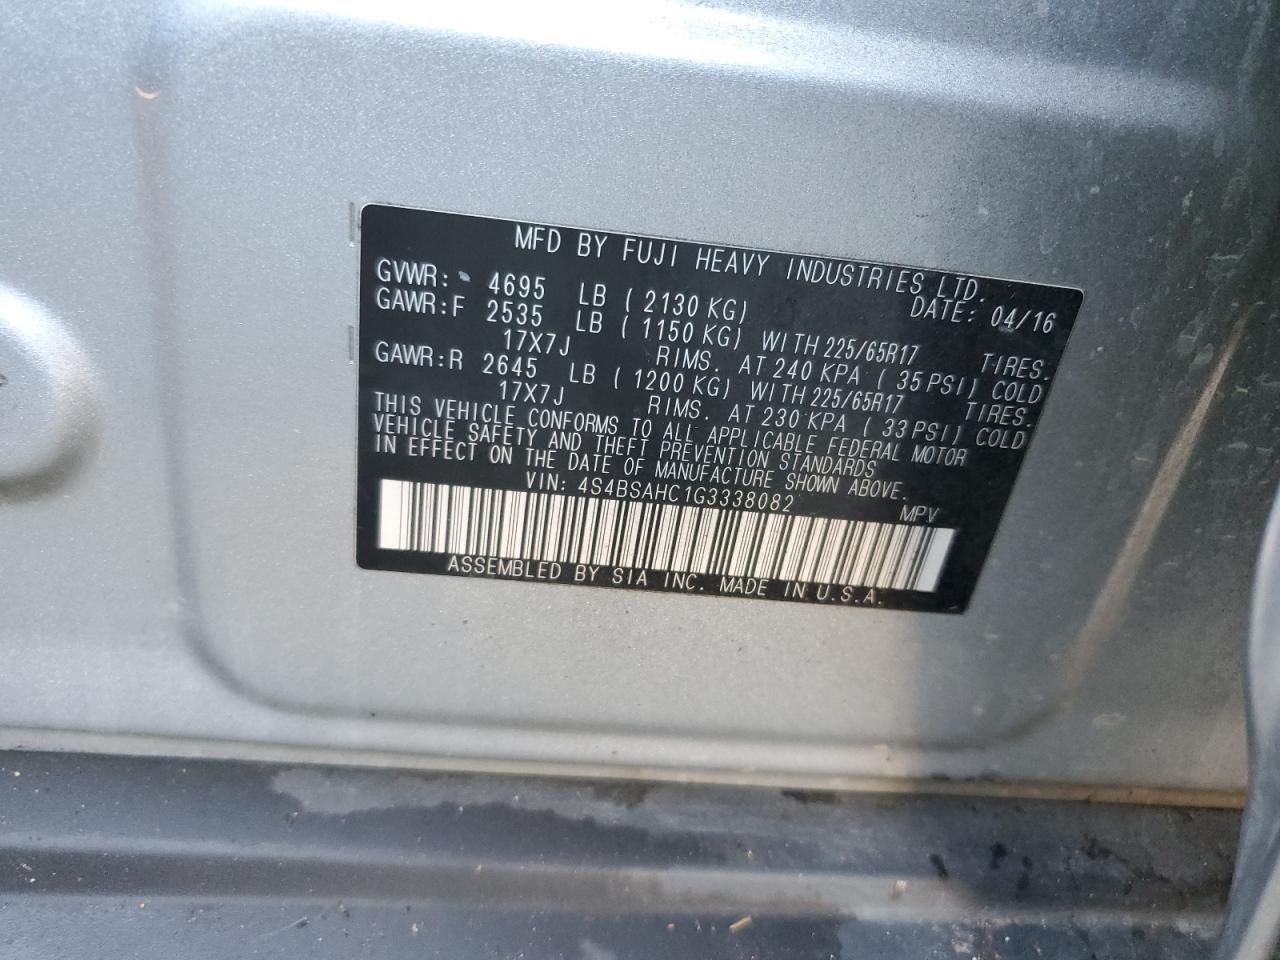 MFD BY FUJI HEAVY INDUSTRIES LTD.
GVWR: 4695 LB ( 2130 KG) DATE: 04/16
GAWR:F 2535 LB ( 1150 KG) WITH 225/65R17 TIRES.
17X7J RIMS. AT 240 KPA ( 35 PSI) COLD
GAWR:R 2645 LB ( 1200 KG) WITH 225/65R17 TIRES.
17X7J RIMS. AT 230 KPA ( 33 PSI) COLD
THIS VEHICLE CONFORMS TO ALL APPLICABLE FEDERAL MOTOR
VEHICLE SAFETY AND THEFT PREVENTION STANDARDS
IN EFFECT ON THE DATE OF MANUFACTURE SHOWN ABOVE.
VIN: 4S4BSAHC1G3338082 MPV
ASSEMBLED BY SIA INC. MADE IN U.S.A.